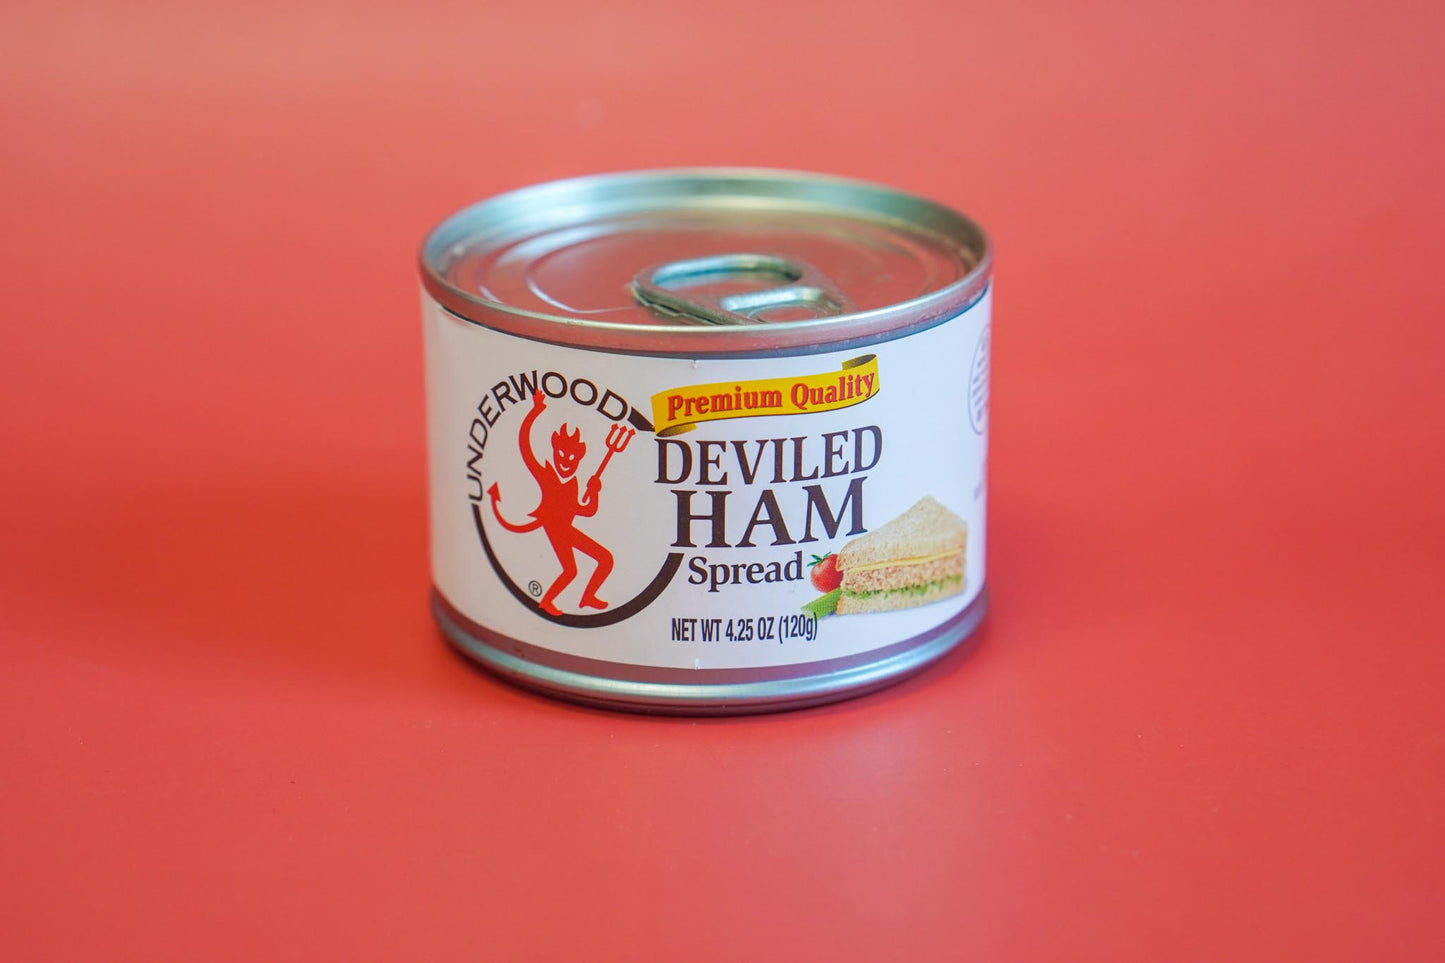 UNDERWOOD
®
Premium Quality
DEVILED
HAM
Spread
NET WT 4.25 OZ (120g)